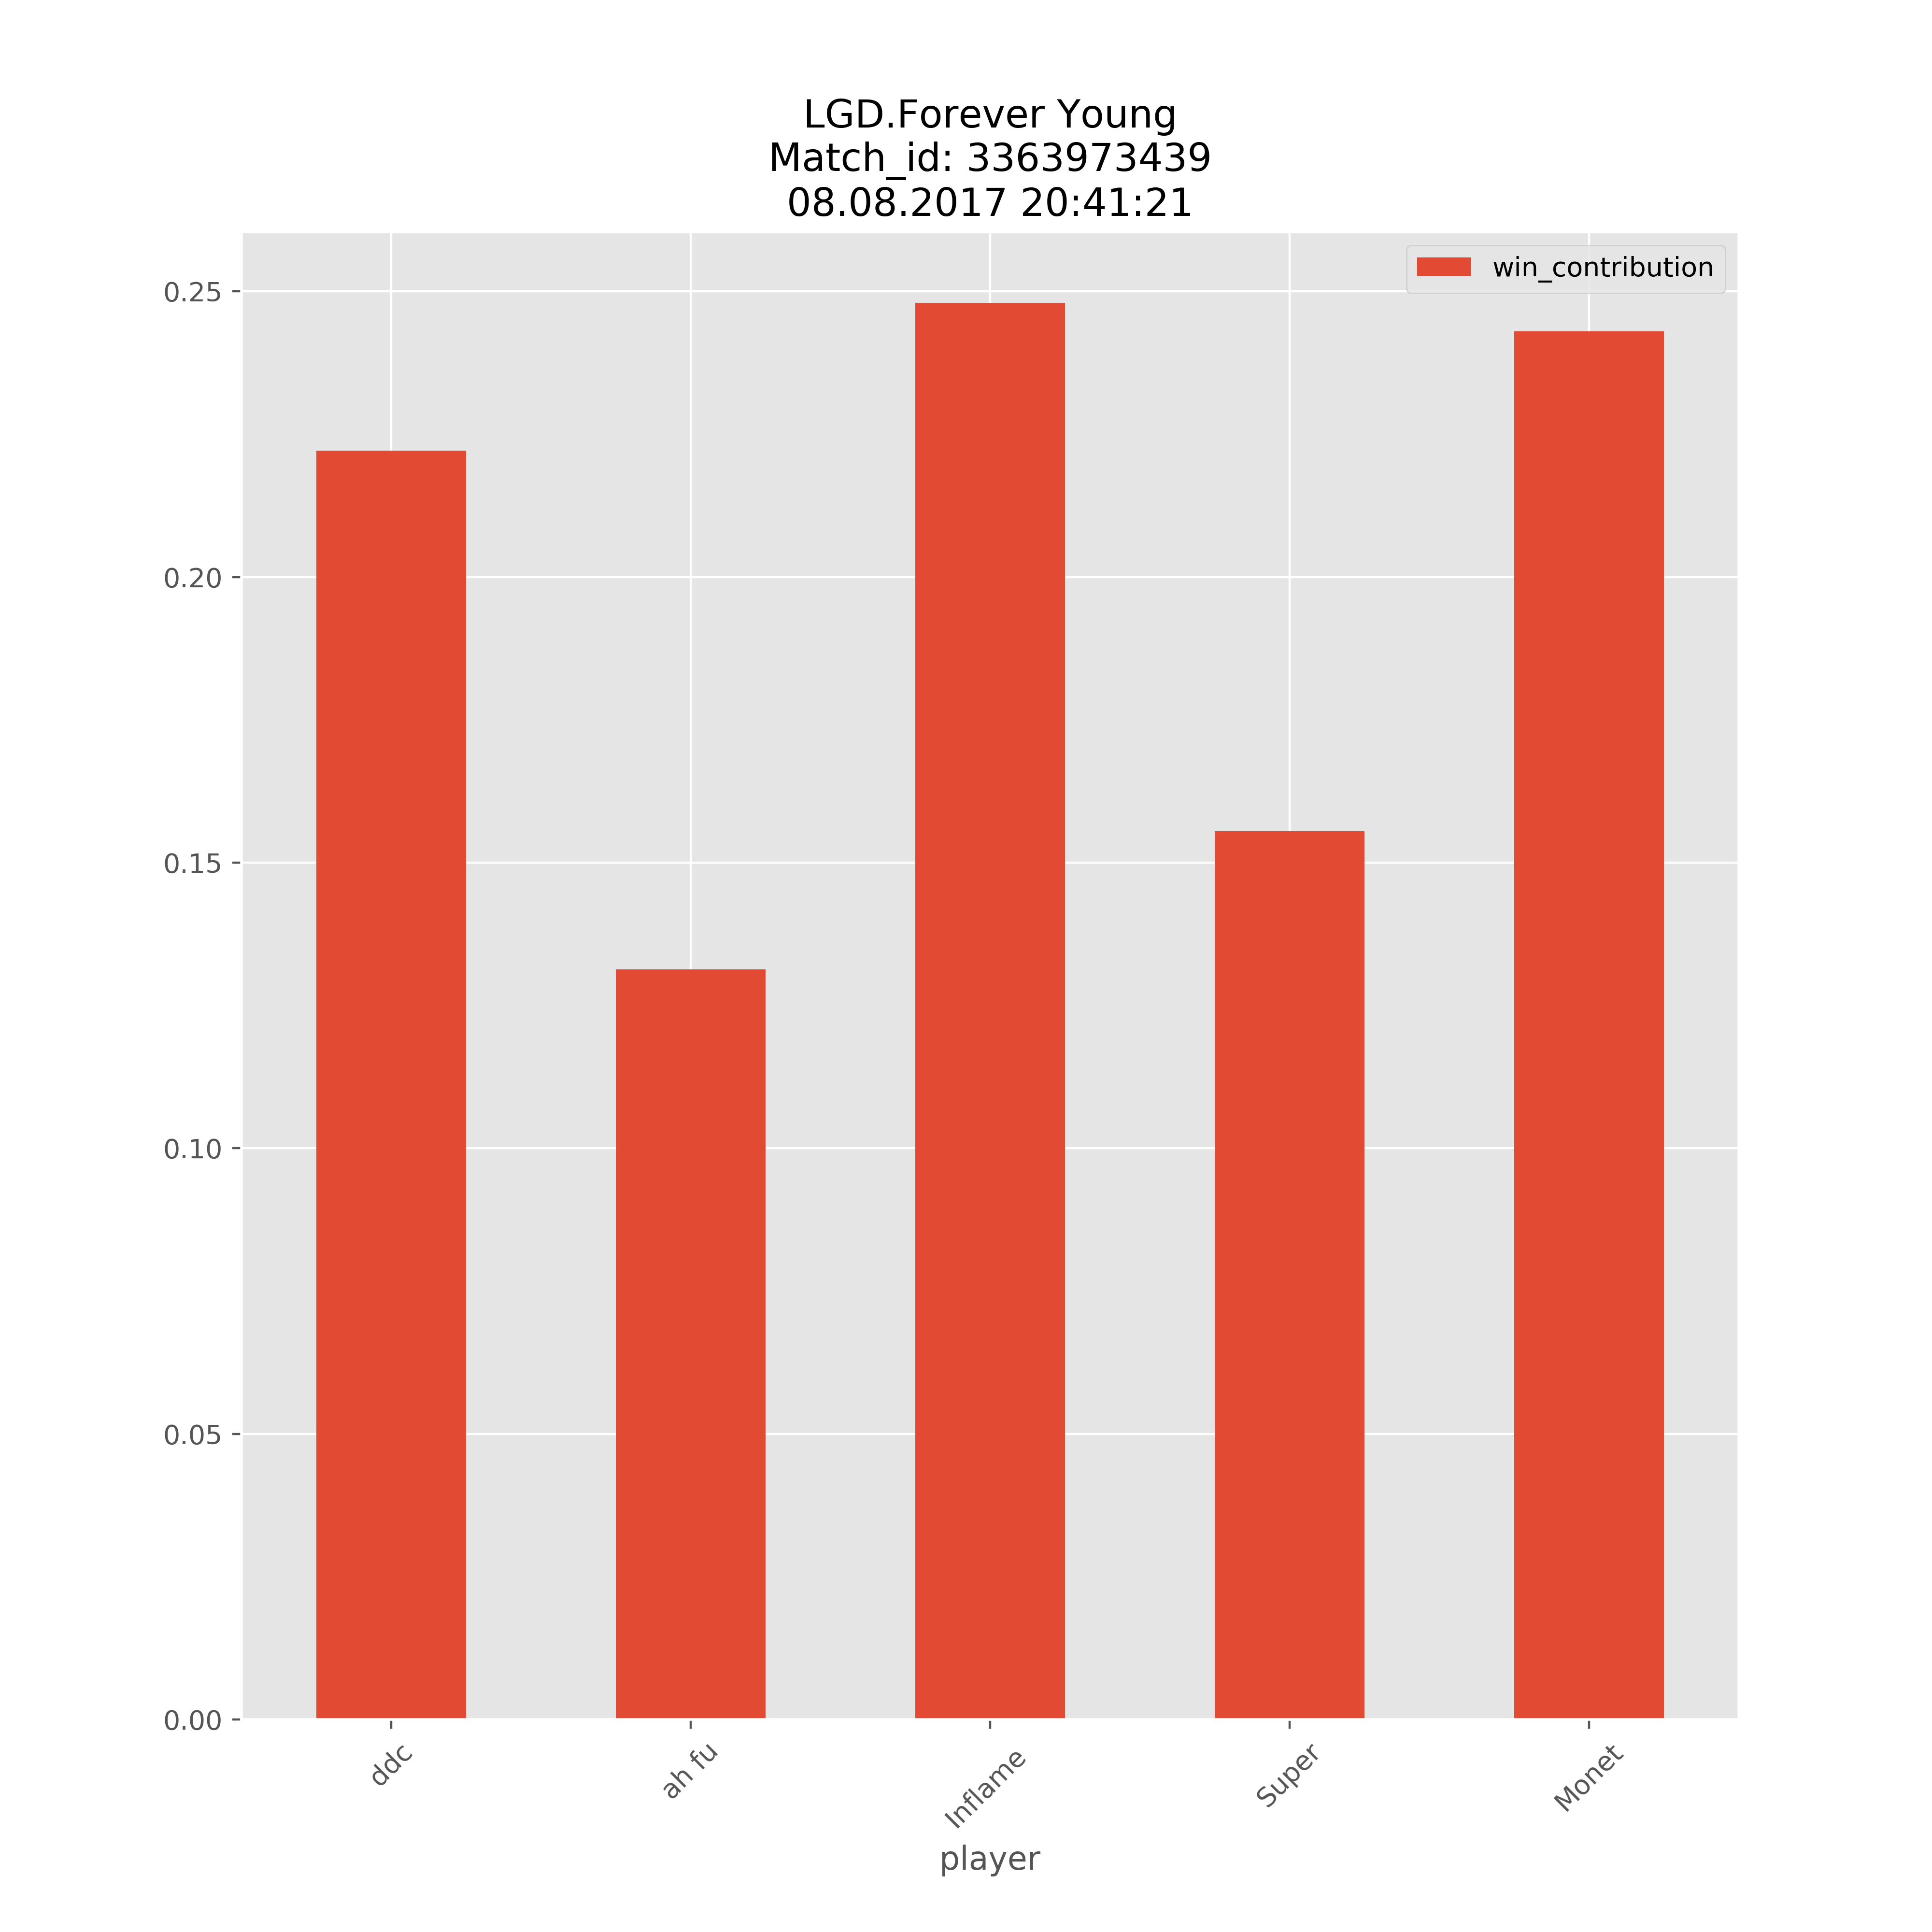 LGD.Forever Young
Match_id: 3363973439
08.08.2017 20:41:21
win_contribution
0.25
0.20
0.15
0.10
0.05
0.00
ddc
ah fu
Inflame
Super
Monet
player